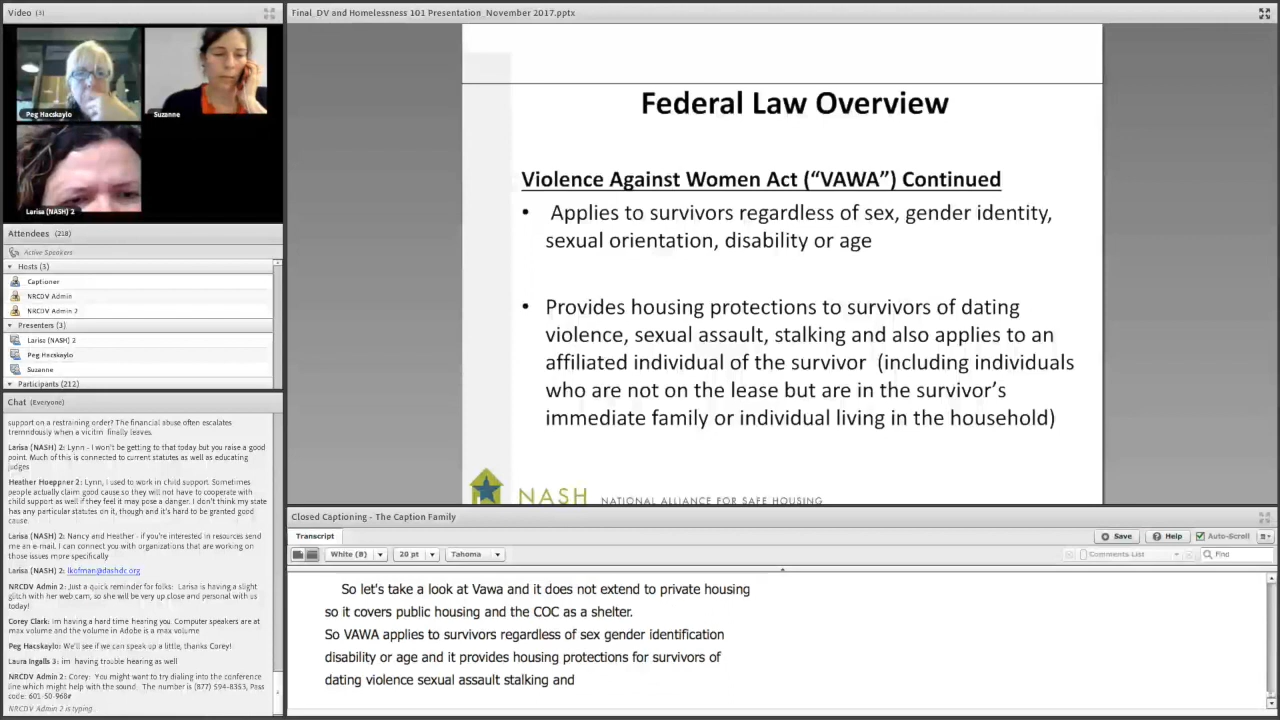 Video (3)
Peg Hacskaylo
Suzanne
Larisa (NASH) 2
Attendees (218)
Active Speakers
Hosts (3)
Captioner
NRCDV Admin
NRCDV Admin 2
Presenters (3)
Larisa (NASH) 2
Peg Hacskaylo
Suzanne
Participants (212)
Chat (Everyone)
support on a restraining order? The financial abuse often escalates
tremndously when a vicitm finally leaves.
Larisa (NASH) 2: Lynn - I won't be getting to that today but you raise a good
point. Much of this is connected to current statutes as well as educating
judges
Heather Hoeppner 2: Lynn, I used to work in child support. Sometimes
people actually claim good cause so they will not have to cooperate with
child support as well if they feel it may pose a danger. I don't think my state
has any particular statutes on it, though and it's hard to be granted good
cause.
Larisa (NASH) 2: Nancy and Heather - if you're interested in resources send
me an e-mail. I can connect you with organizations that are working on
those issues more specifically
Larisa (NASH) 2: lkofman@dashdc.org
NRCDV Admin 2: Just a quick reminder for folks: Larisa is having a slight
glitch with her web cam, so she will be very up close and personal with us
today!
Corey Clark: Im having a hard time hearing you. Computer speakers are at
max volume and the volume in Adobe is a max volume
Peg Hacskaylo: We'll see if we can speak up a little, thanks Corey!
Laura Ingalls 3: im having trouble hearing as well
NRCDV Admin 2: Corey: You might want to try dialing into the conference
line which might help with the sound. The number is (877) 594-8353, Pass
code: 601-50-968#
NRCDV Admin 2 is typing.
Final_DV and Homelessness 101 Presentation_November 2017.pptx
Federal Law Overview
Violence Against Women Act (“VAWA”) Continued
• Applies to survivors regardless of sex, gender identity,
sexual orientation, disability or age
• Provides housing protections to survivors of dating
violence, sexual assault, stalking and also applies to an
affiliated individual of the survivor (including individuals
who are not on the lease but are in the survivor’s
immediate family or individual living in the household)
NASH NATIONAL ALLIANCE FOR SAFE HOUSING
Closed Captioning - The Caption Family
Transcript
Save
Help
Auto-Scroll
White (B)
20 pt
Tahoma
Comments List
Find
So let's take a look at Vawa and it does not extend to private housing
so it covers public housing and the COC as a shelter.
So VAWA applies to survivors regardless of sex gender identification
disability or age and it provides housing protections for survivors of
dating violence sexual assault stalking and